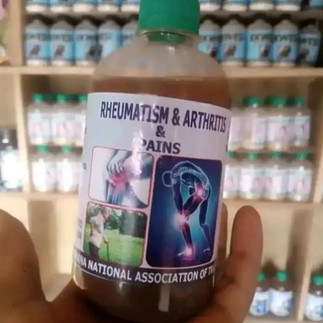 RHEUMATISM & ARTHRITIS
&
PAINS
NATIONAL ASSOCIATION OF